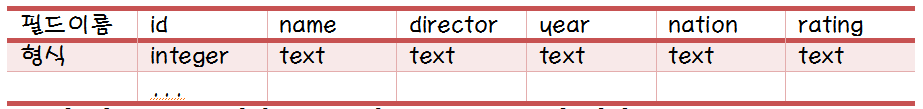 필드이름 id name director year nation rating
형식 integer text text text text text
...